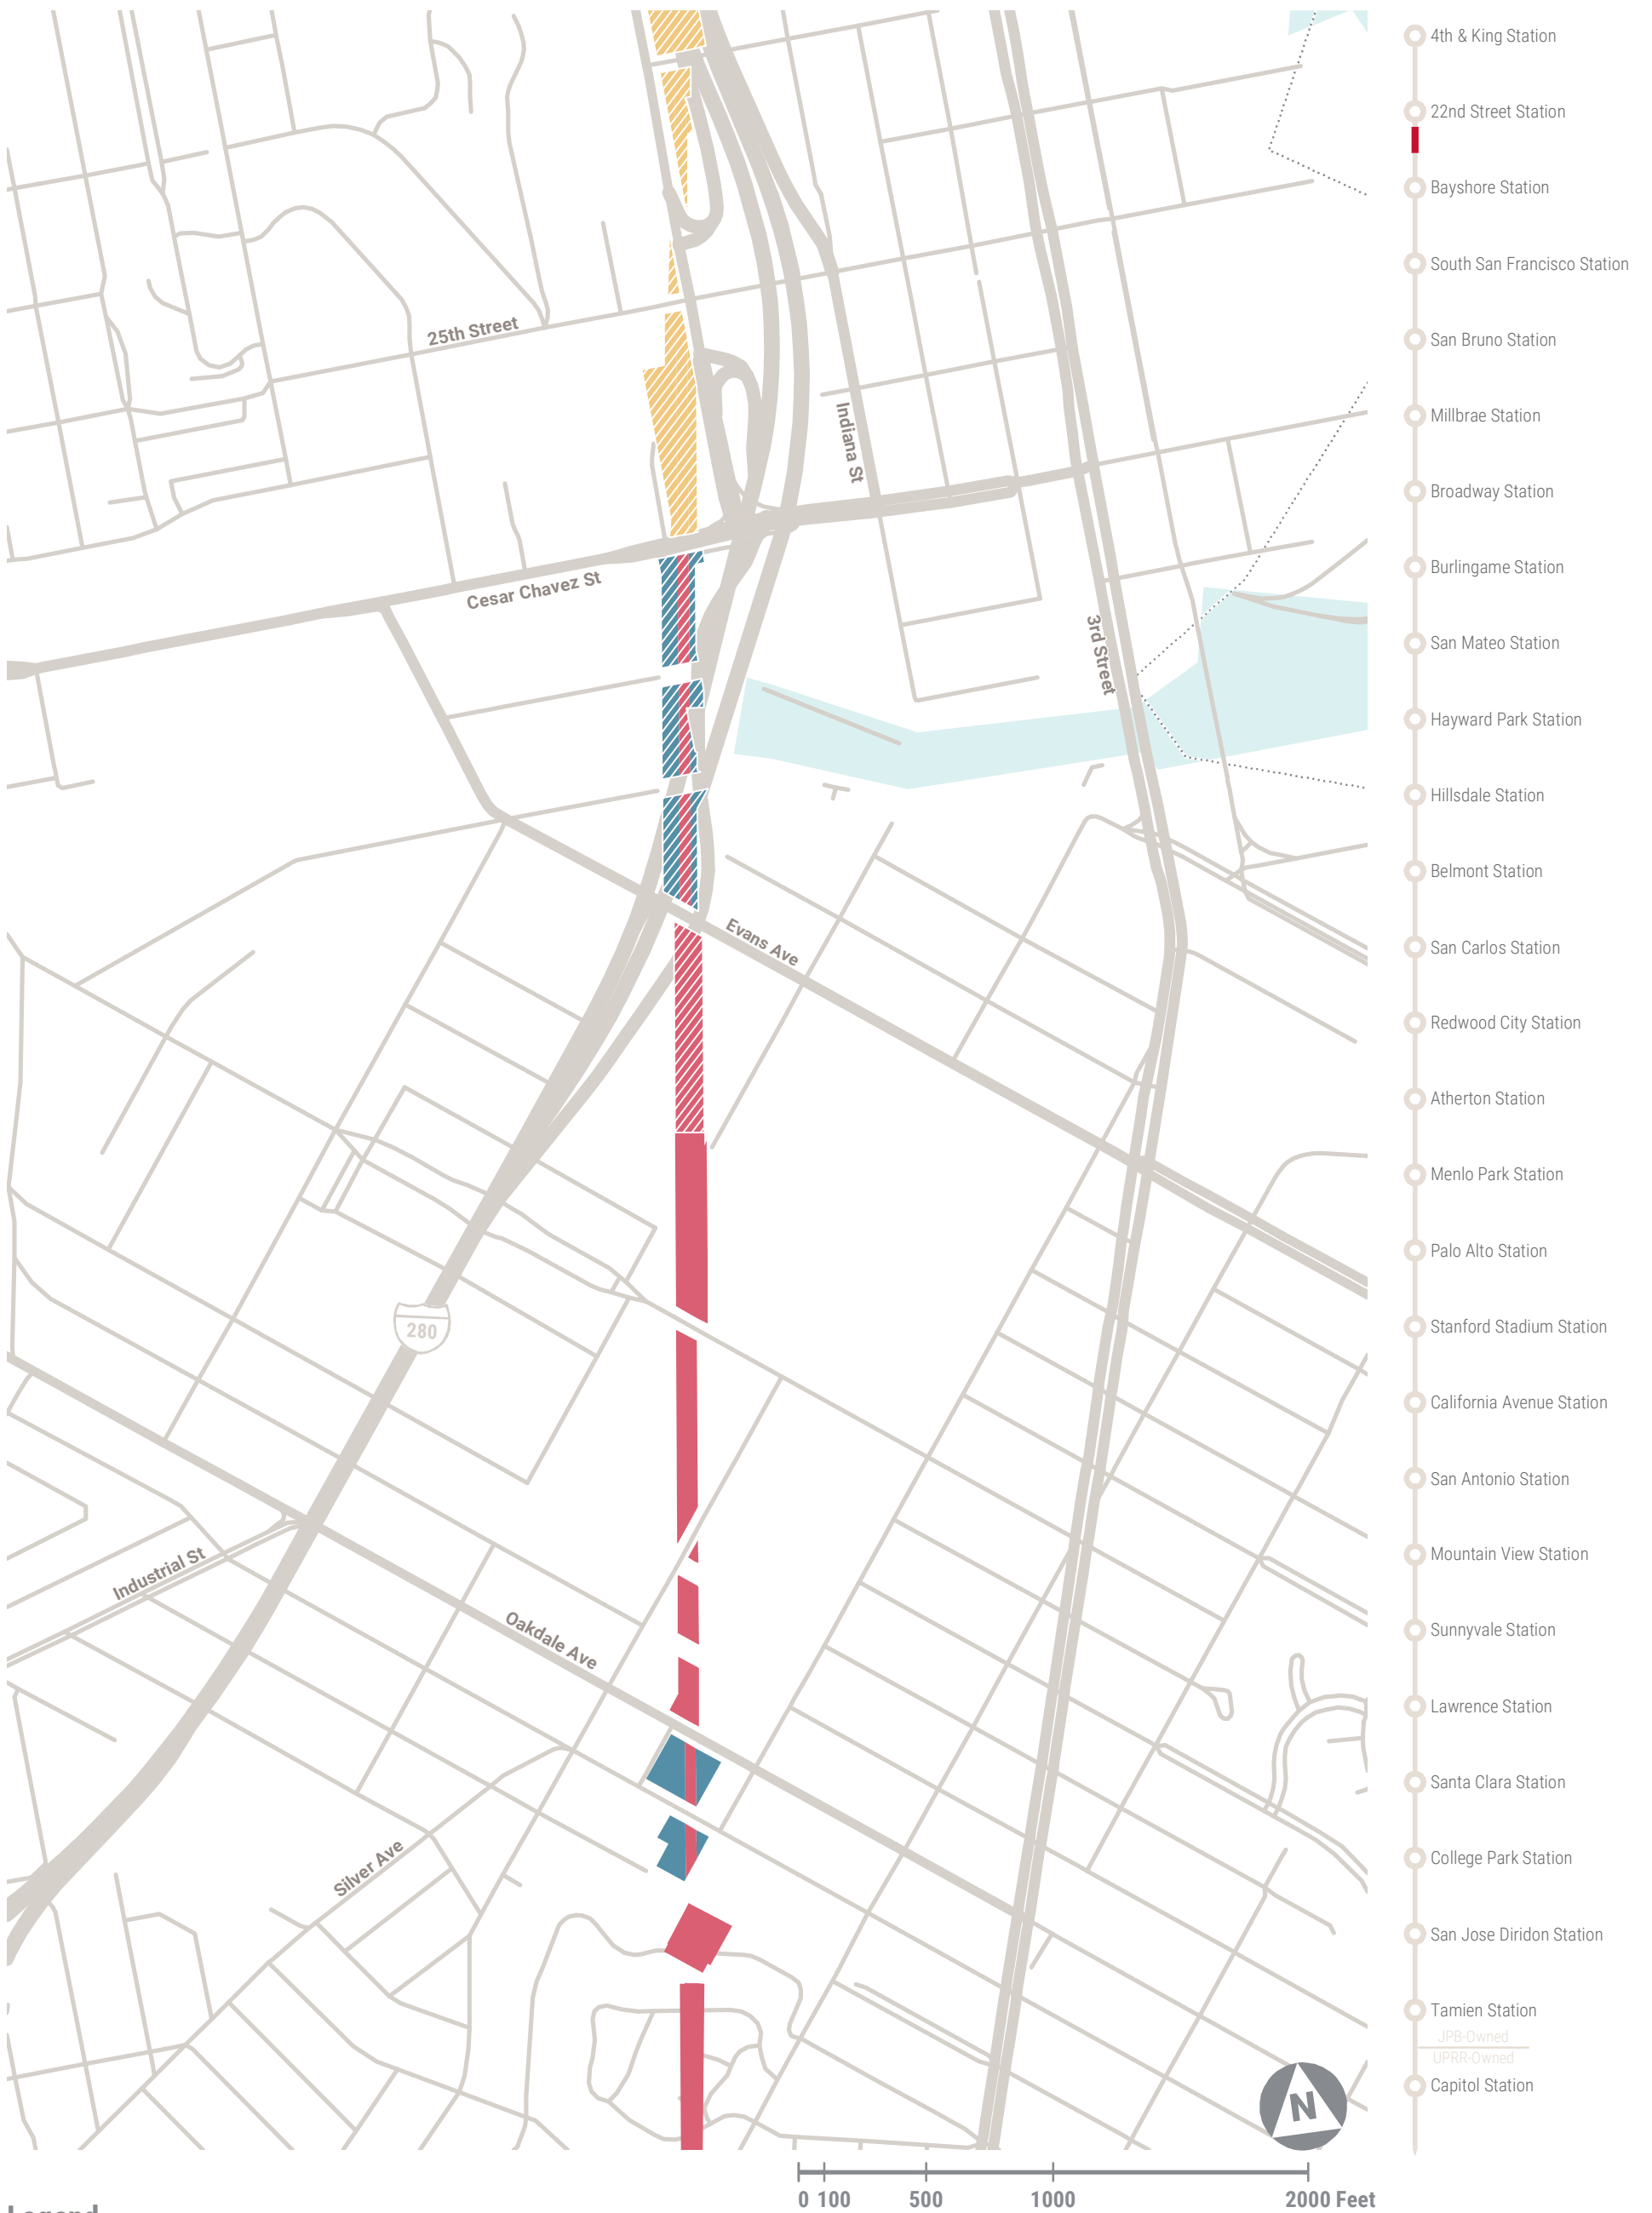 25th Street
Indiana St
Cesar Chavez St
3rd Street
Evans Ave
280
Industrial St
Oakdale Ave
Silver Ave
N
0 100 500 1000 2000 Feet
4th & King Station
22nd Street Station
Bayshore Station
South San Francisco Station
San Bruno Station
Millbrae Station
Broadway Station
Burlingame Station
San Mateo Station
Hayward Park Station
Hillsdale Station
Belmont Station
San Carlos Station
Redwood City Station
Atherton Station
Menlo Park Station
Palo Alto Station
Stanford Stadium Station
California Avenue Station
San Antonio Station
Mountain View Station
Sunnyvale Station
Lawrence Station
Santa Clara Station
College Park Station
San Jose Diridon Station
Tamien Station
JPB-Owned
UPRR-Owned
Capitol Station